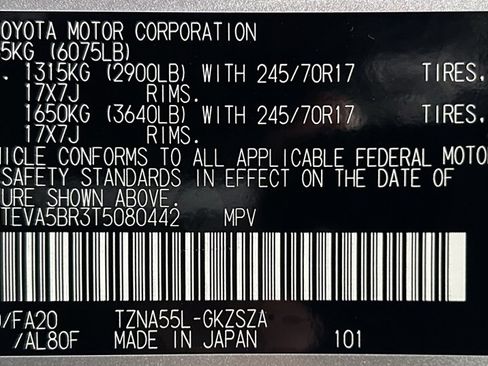 OYOTA MOTOR CORPORATION
5KG (6075LB)
. 1315KG (2900LB) WITH 245/70R17 TIRES,
17X7J RIMS.
1650KG (3640LB) WITH 245/70R17 TIRES,
17X7J RIMS.
HICLE CONFORMS TO ALL APPLICABLE FEDERAL MOTO
SAFETY STANDARDS IN EFFECT ON THE DATE OF
URE SHOWN ABOVE.
TEVA5BR3T5080442 MPV
/FA20 TZNA55L-GKZSZA
/AL80F MADE IN JAPAN 101